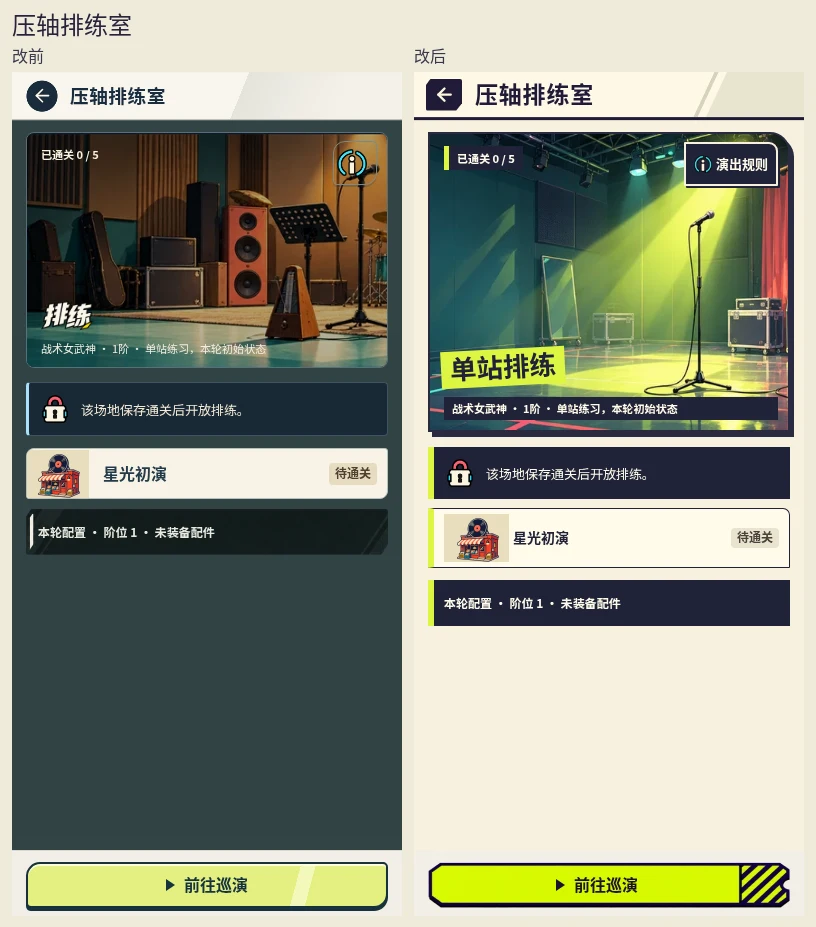 压轴排练室
改前
压轴排练室
已通关 0 / 5
排练
战术女武神 · 1阶 · 单站练习，本轮初始状态
该场地保存通关后开放排练。
星光初演
待通关
本轮配置 · 阶位 1 · 未装备配件
前往巡演
改后
压轴排练室
已通关 0 / 5
演出规则
单站排练
战术女武神 · 1阶 · 单站练习，本轮初始状态
该场地保存通关后开放排练。
星光初演
待通关
本轮配置 · 阶位 1 · 未装备配件
前往巡演